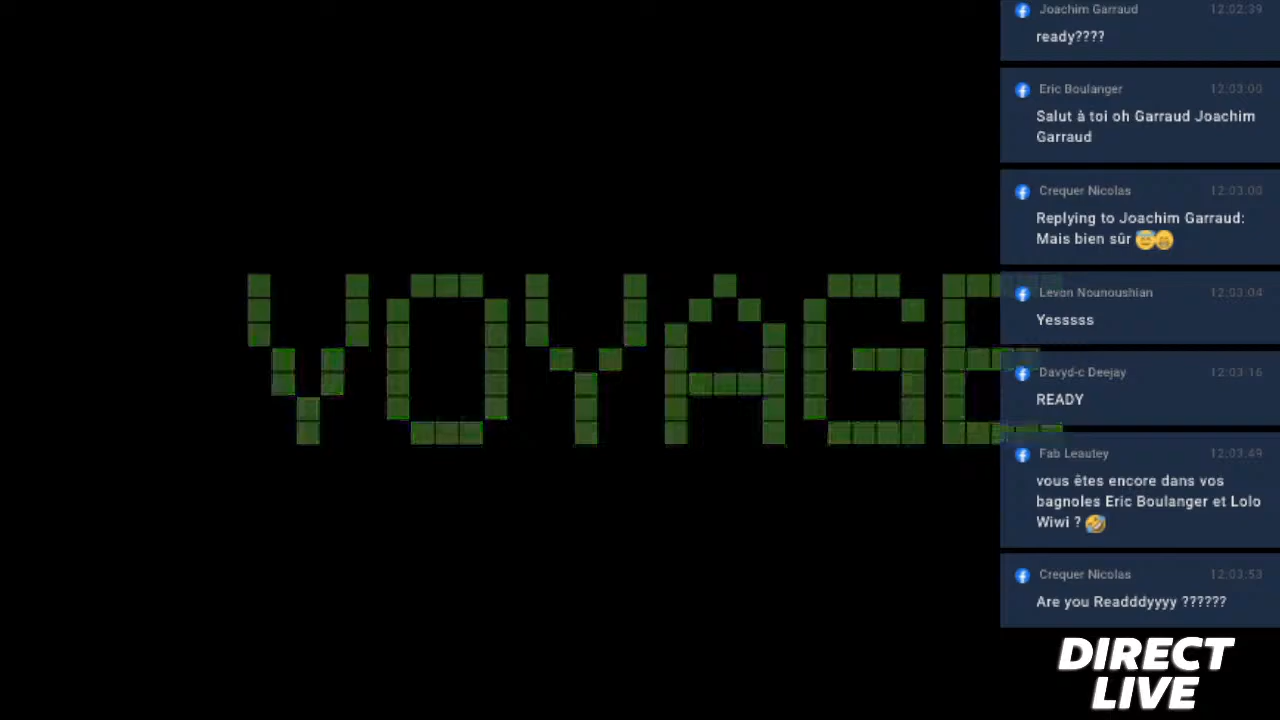 VOYAGE
Joachim Garraud 12:02:39
ready????
Eric Boulanger 12:03:00
Salut à toi oh Garraud Joachim
Garraud
Crequer Nicolas 12:03:00
Replying to Joachim Garraud:
Mais bien sûr 😇😁
Levon Nounoushian 12:03:04
Yesssss
Davyd-c Deejay 12:03:16
READY
Fab Leautey 12:03:49
vous êtes encore dans vos
bagnoles Eric Boulanger et Lolo
Wiwi ? 🤣
Crequer Nicolas 12:03:53
Are you Readddyyyy ??????
DIRECT
LIVE